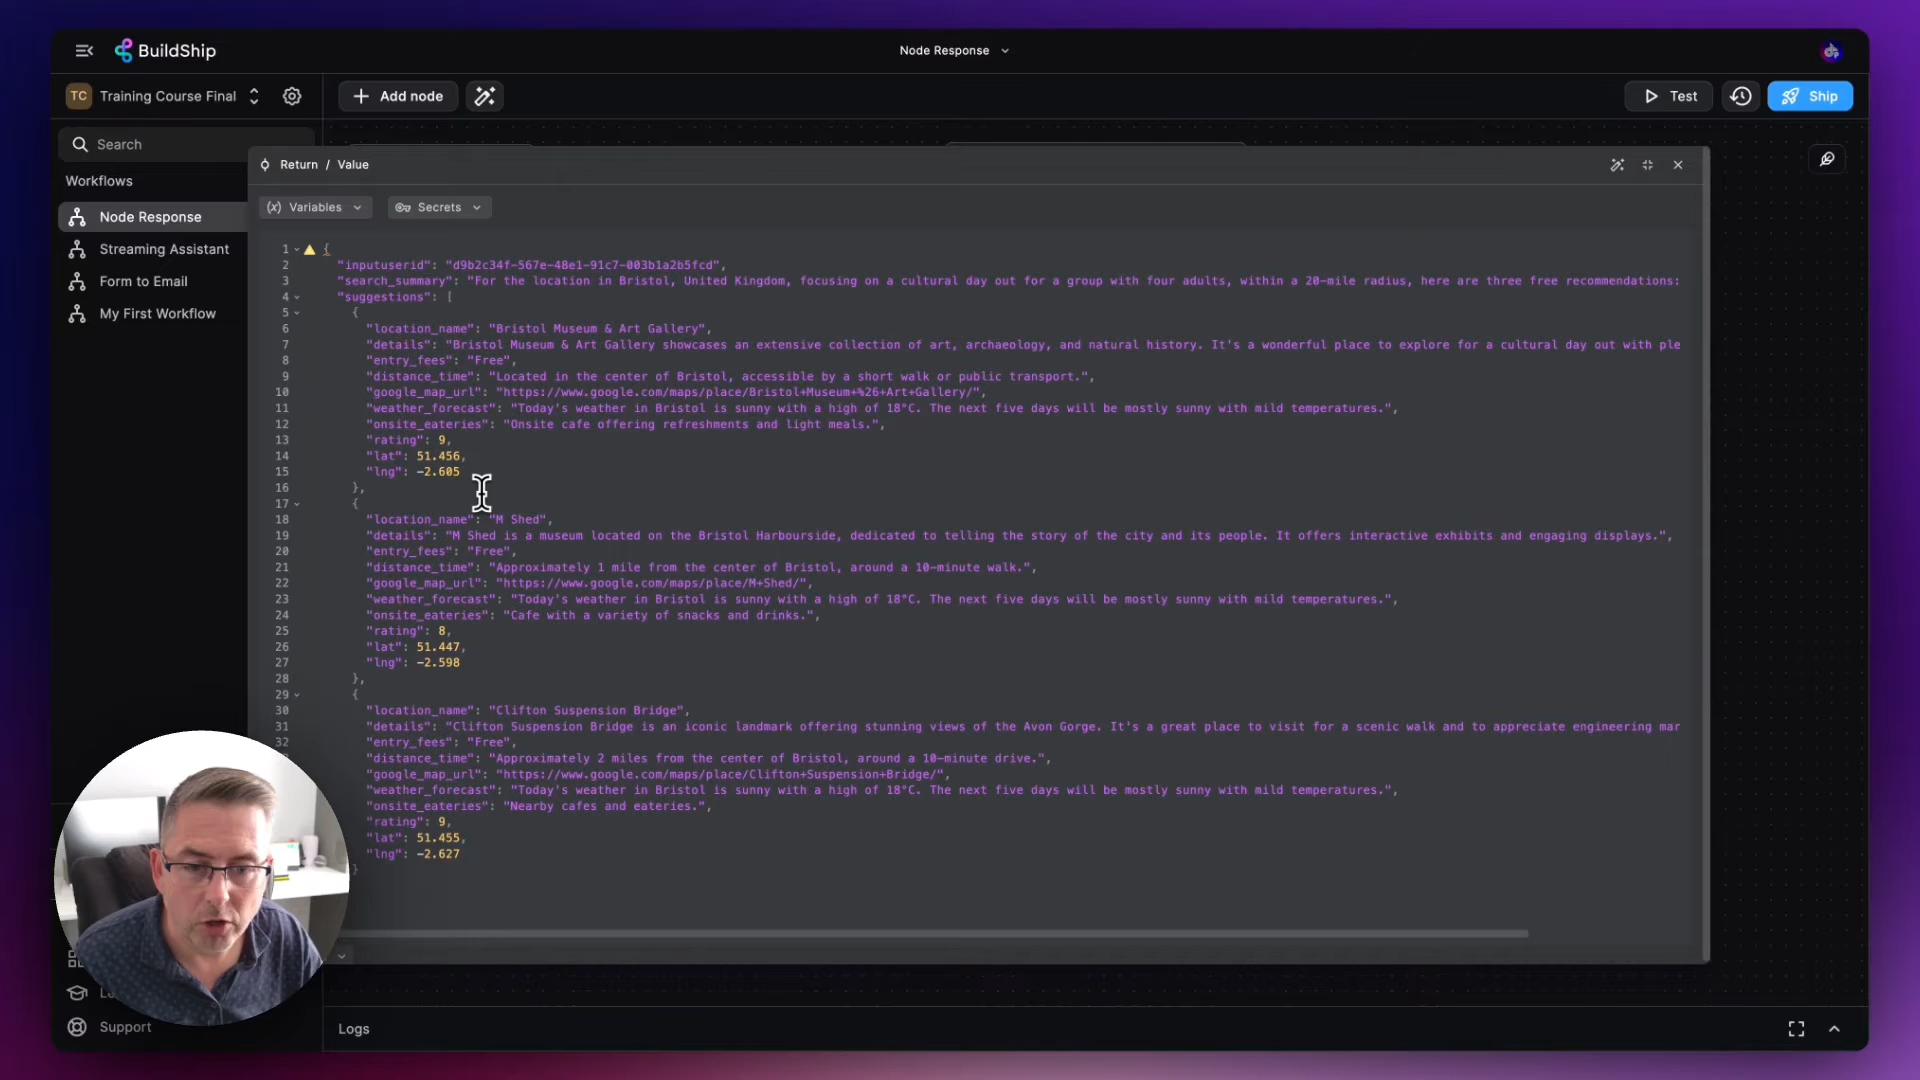 BuildShip
Node Response
TC Training Course Final
Add node
Test
Ship
Search
Workflows
Node Response
Streaming Assistant
Form to Email
My First Workflow
Return / Value
(x) Variables
Secrets
1 {
2 "inputuserid": "d9b2c34f-567e-48e1-91c7-003b1a2b5fcd",
3 "search_summary": "For the location in Bristol, United Kingdom, focusing on a cultural day out for a group with four adults, within a 20-mile radius, here are three free recommendations:
4 "suggestions": [
5 {
6 "location_name": "Bristol Museum & Art Gallery",
7 "details": "Bristol Museum & Art Gallery showcases an extensive collection of art, archaeology, and natural history. It's a wonderful place to explore for a cultural day out with ple
8 "entry_fees": "Free",
9 "distance_time": "Located in the center of Bristol, accessible by a short walk or public transport.",
10 "google_map_url": "https://www.google.com/maps/place/Bristol+Museum+%26+Art+Gallery/",
11 "weather_forecast": "Today's weather in Bristol is sunny with a high of 18°C. The next five days will be mostly sunny with mild temperatures.",
12 "onsite_eateries": "Onsite cafe offering refreshments and light meals.",
13 "rating": 9,
14 "lat": 51.456,
15 "lng": -2.605
16 },
17 {
18 "location_name": "M Shed",
19 "details": "M Shed is a museum located on the Bristol Harbourside, dedicated to telling the story of the city and its people. It offers interactive exhibits and engaging displays.",
20 "entry_fees": "Free",
21 "distance_time": "Approximately 1 mile from the center of Bristol, around a 10-minute walk.",
22 "google_map_url": "https://www.google.com/maps/place/M+Shed/",
23 "weather_forecast": "Today's weather in Bristol is sunny with a high of 18°C. The next five days will be mostly sunny with mild temperatures.",
24 "onsite_eateries": "Cafe with a variety of snacks and drinks.",
25 "rating": 8,
26 "lat": 51.447,
27 "lng": -2.598
28 },
29 {
30 "location_name": "Clifton Suspension Bridge",
31 "details": "Clifton Suspension Bridge is an iconic landmark offering stunning views of the Avon Gorge. It's a great place to visit for a scenic walk and to appreciate engineering mar
32 "entry_fees": "Free",
"distance_time": "Approximately 2 miles from the center of Bristol, around a 10-minute drive.",
"google_map_url": "https://www.google.com/maps/place/Clifton+Suspension+Bridge/",
"weather_forecast": "Today's weather in Bristol is sunny with a high of 18°C. The next five days will be mostly sunny with mild temperatures.",
"onsite_eateries": "Nearby cafes and eateries.",
"rating": 9,
"lat": 51.455,
"lng": -2.627
}
Support
Logs